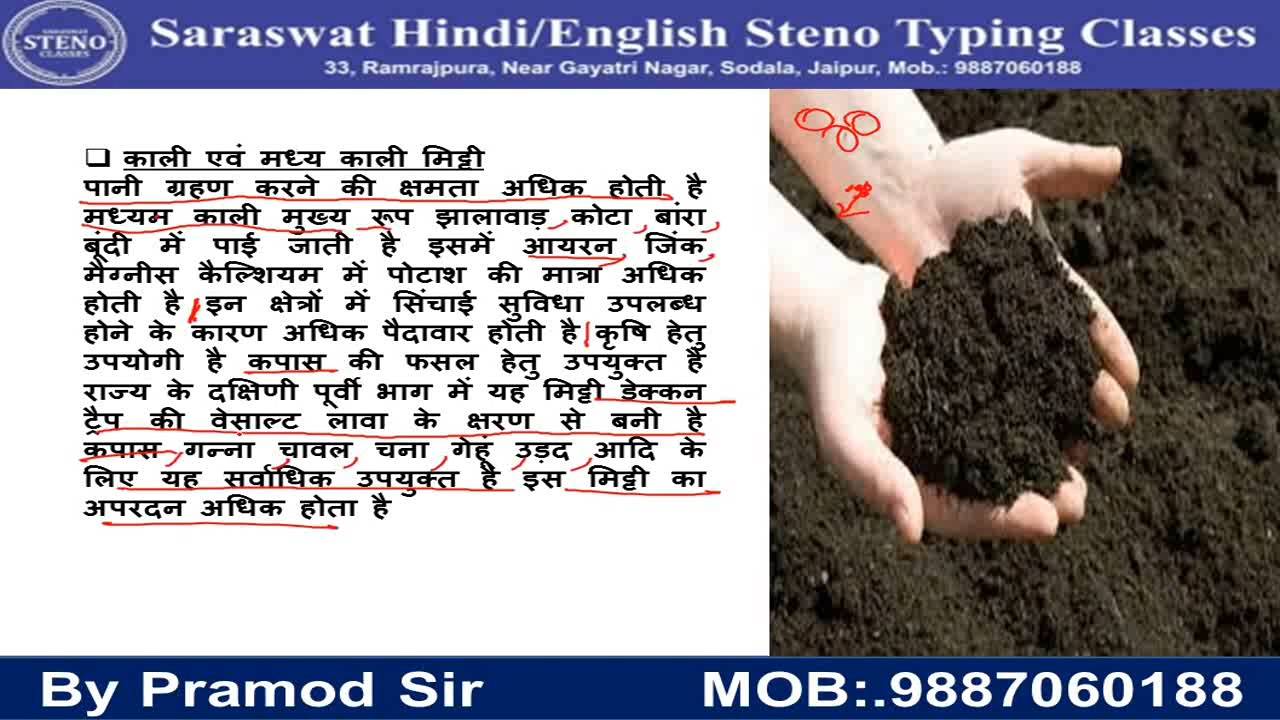 SARASWAT
STENO
CLASSES
Saraswat Hindi/English Steno Typing Classes
33, Ramrajpura, Near Gayatri Nagar, Sodala, Jaipur, Mob.: 9887060188
काली एवं मध्य काली मिट्टी
पानी ग्रहण करने की क्षमता अधिक होती है
मध्यम काली मुख्य रूप झालावाड़ कोटा बांरा
बूंदी में पाई जाती है इसमें आयरन जिंक
मैग्नीस कैल्शियम में पोटाश की मात्रा अधिक
होती है इन क्षेत्रों में सिंचाई सुविधा उपलब्ध
होने के कारण अधिक पैदावार होती है कृषि हेतु
उपयोगी है कपास की फसल हेतु उपयुक्त है
राज्य के दक्षिणी पूर्वी भाग में यह मिट्टी डेक्कन
ट्रैप की वेसाल्ट लावा के क्षरण से बनी है
कपास गन्ना चावल चना गेहूं उड़द आदि के
लिए यह सर्वाधिक उपयुक्त है इस मिट्टी का
अपरदन अधिक होता है
By Pramod Sir
MOB:.9887060188